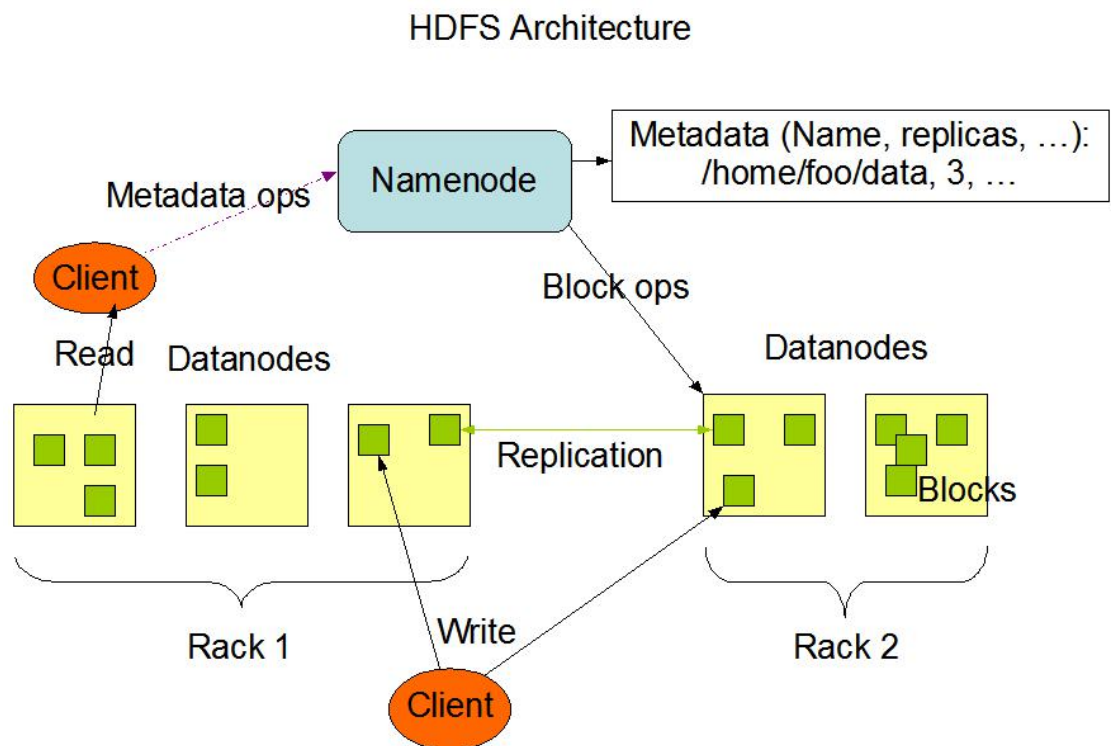 HDFS Architecture
Metadata (Name, replicas, …):
/home/foo/data, 3, …
Namenode
Metadata ops
Client
Block ops
Read
Datanodes
Datanodes
Replication
Blocks
Rack 1
Write
Rack 2
Client